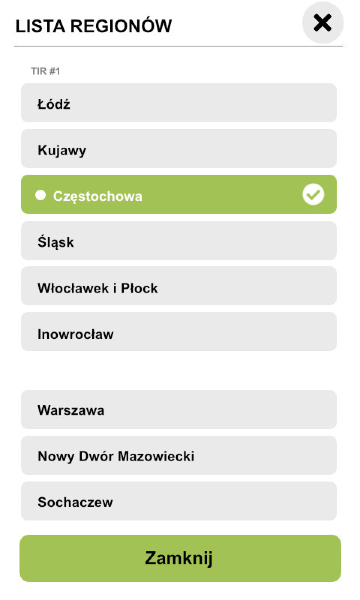 LISTA REGIONÓW
TIR #1
Łódź
Kujawy
Częstochowa
Śląsk
Włocławek i Płock
Inowrocław
Warszawa
Nowy Dwór Mazowiecki
Sochaczew
Zamknij